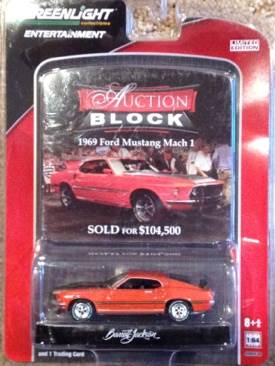 GREENLIGHT
collectibles
ENTERTAINMENT
LIMITED
EDITION
AUCTION
BLOCK
1969 Ford Mustang Mach 1
SOLD FOR $104,500
Barrett-Jackson
8+
1:64
and 1 Trading Card